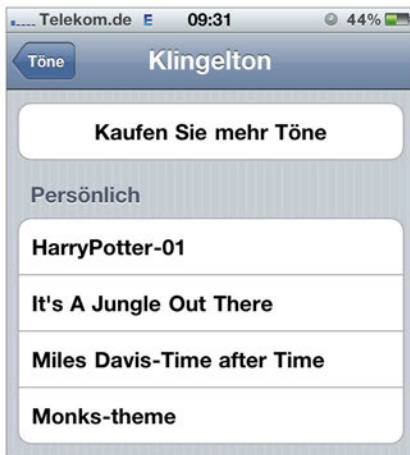 Telekom.de E 09:31 44%
Töne Klingelton
Kaufen Sie mehr Töne
Persönlich
HarryPotter-01
It's A Jungle Out There
Miles Davis-Time after Time
Monks-theme